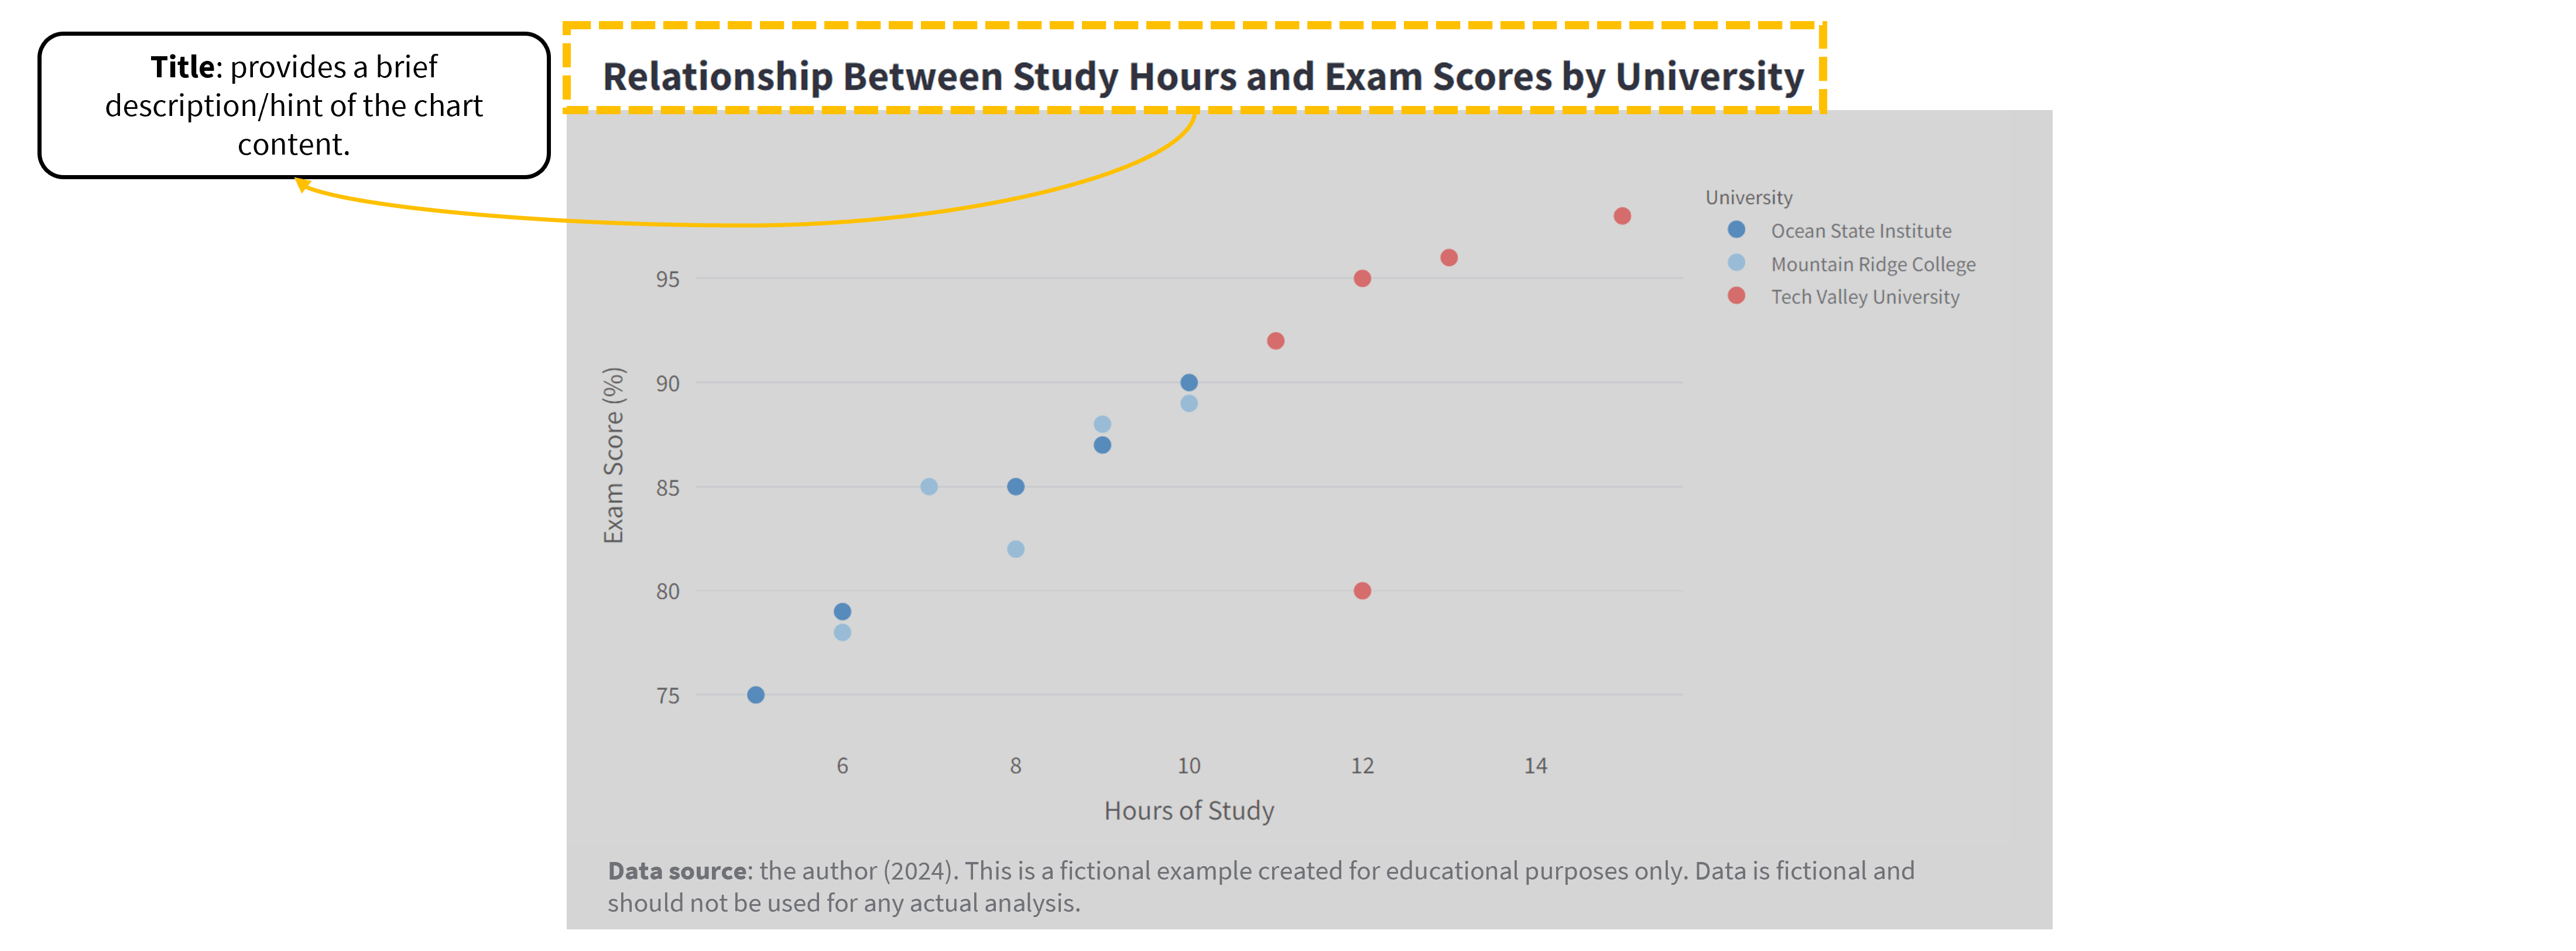 Title: provides a brief
description/hint of the chart
content.
Relationship Between Study Hours and Exam Scores by University
University
Ocean State Institute
Mountain Ridge College
Tech Valley University
Exam Score (%)
95
90
85
80
75
6 8 10 12 14
Hours of Study
Data source: the author (2024). This is a fictional example created for educational purposes only. Data is fictional and
should not be used for any actual analysis.